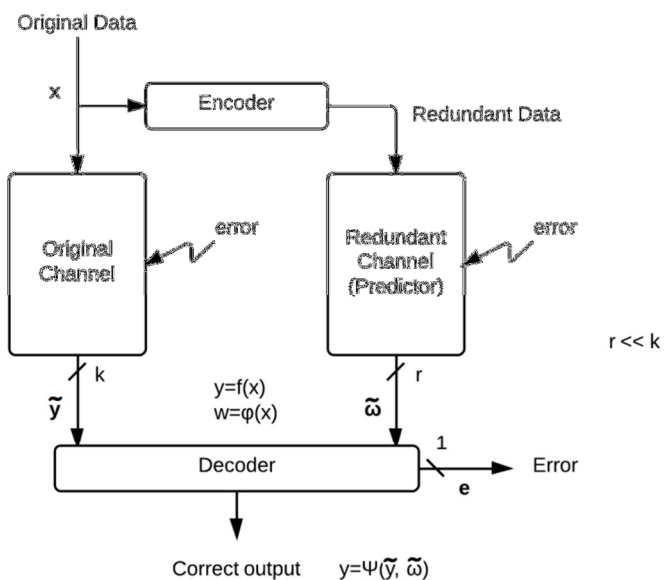 Original Data
x
Encoder
Redundant Data
error
error
Original
Channel
Redundant
Channel
(Predictor)
r << k
k
r
ỹ
y=f(x)
w=φ(x)
ω̃
1
Decoder
Error
e
Correct output y=Ψ(ỹ, ω̃)